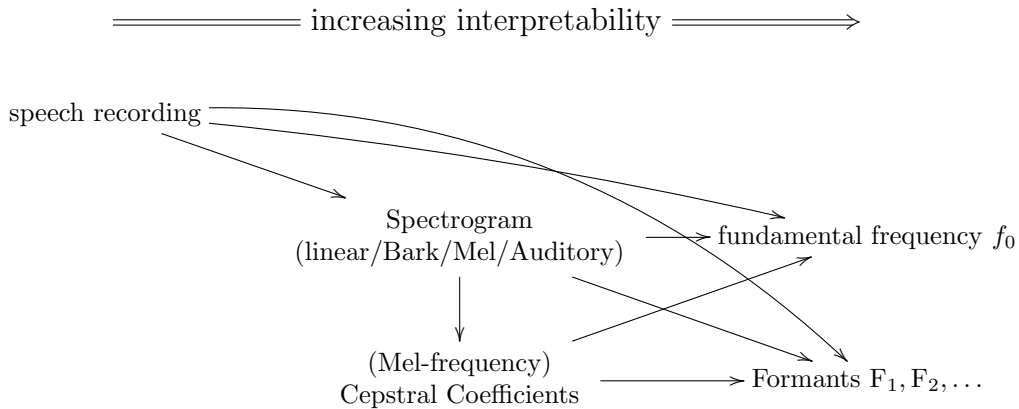 increasing interpretability
speech recording
Spectrogram
(linear/Bark/Mel/Auditory)
fundamental frequency f₀
(Mel-frequency)
Cepstral Coefficients
Formants F₁, F₂, . . .